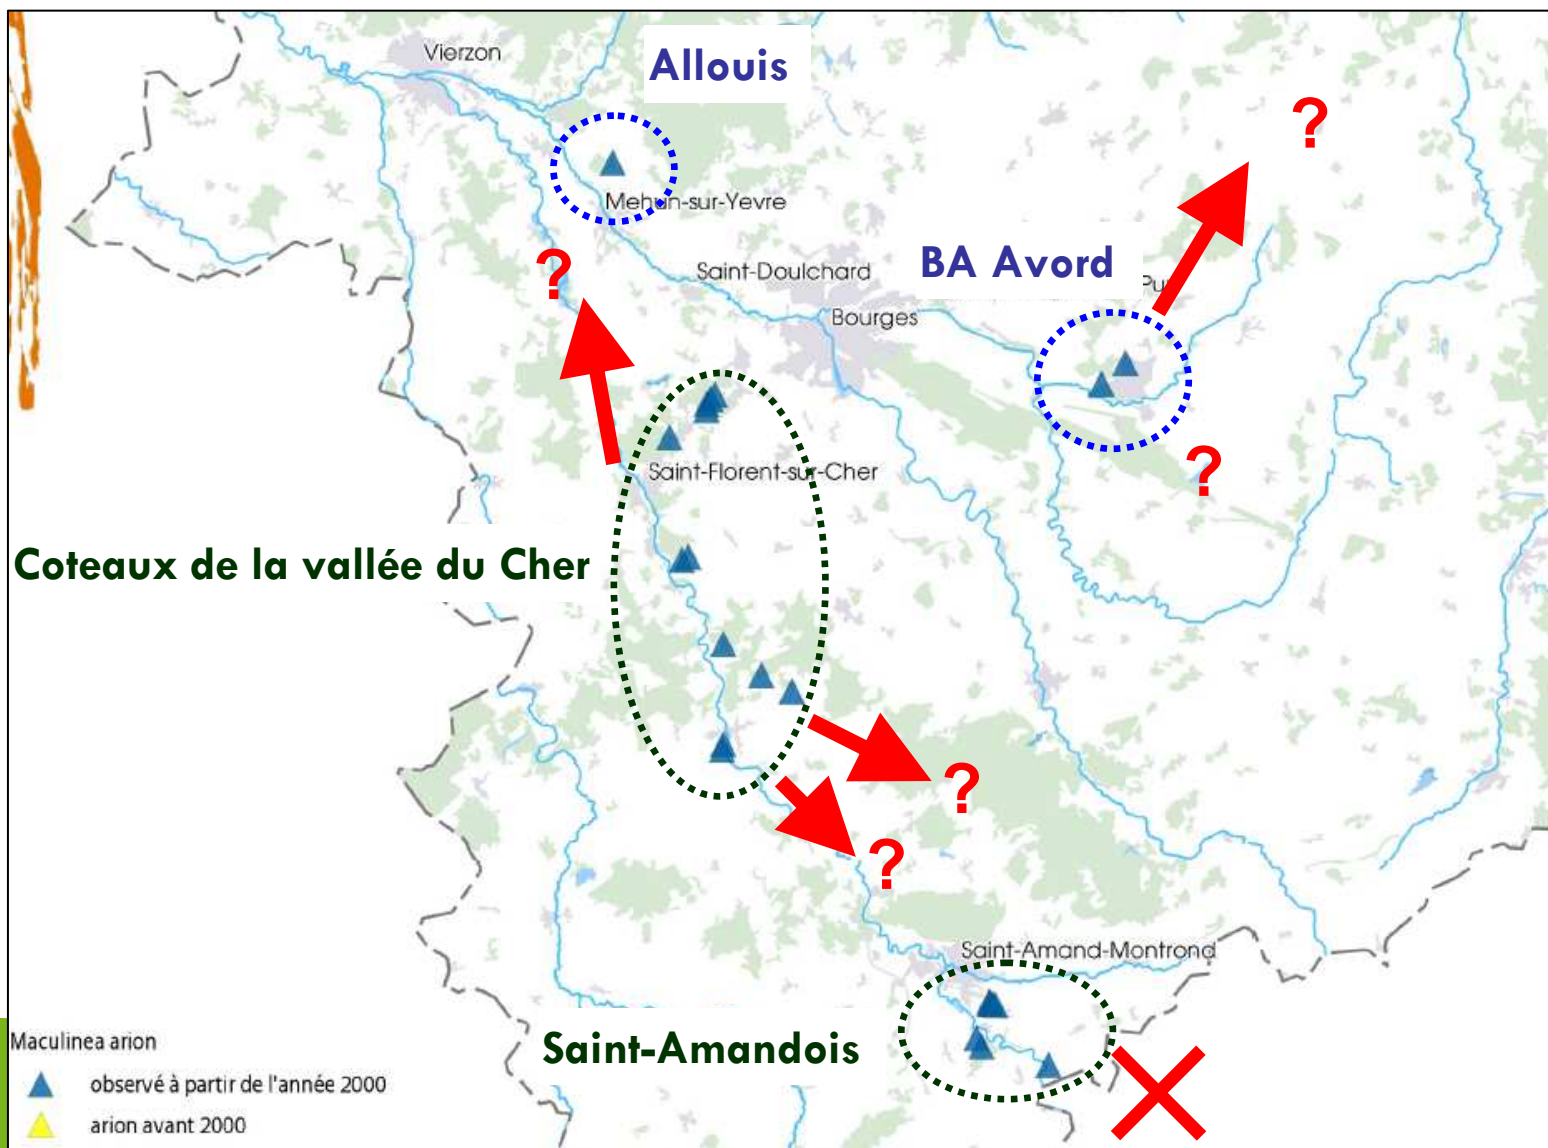 Vierzon
Allouis
?
Mehun-sur-Yevre
?
Saint-Doulchard
BA Avord
Bourges
?
Saint-Florent-sur-Cher
Coteaux de la vallée du Cher
?
?
Saint-Amand-Montrond
Saint-Amandois
Maculinea arion
observé à partir de l'année 2000
arion avant 2000